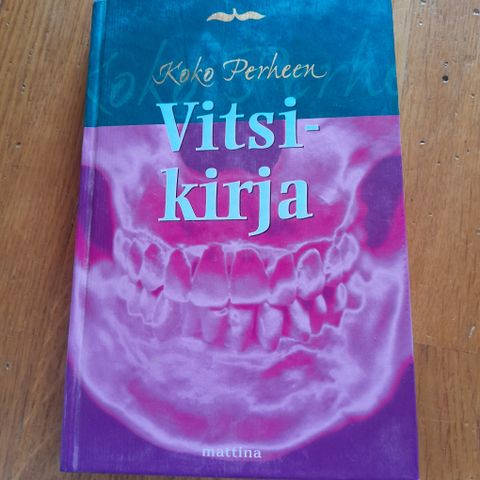 Koko Perheen
Vitsi-
kirja
mattina